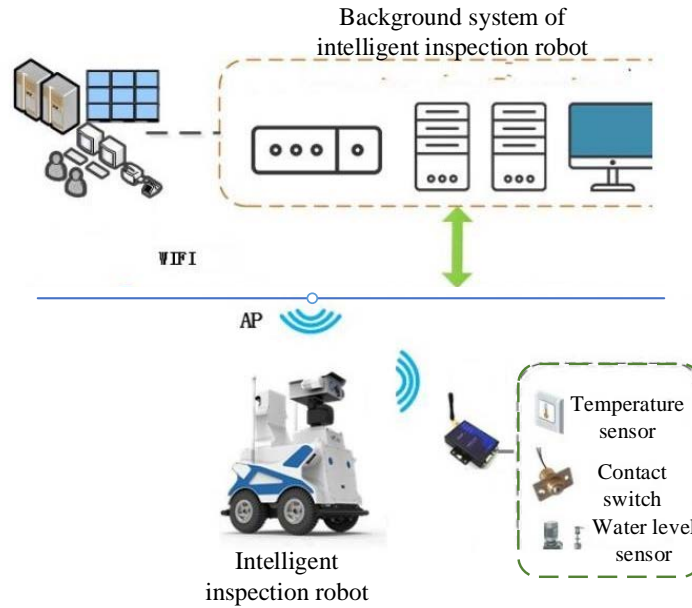 Background system of
intelligent inspection robot
WIFI
AP
Temperature
sensor
Contact
switch
Water level
sensor
Intelligent
inspection robot